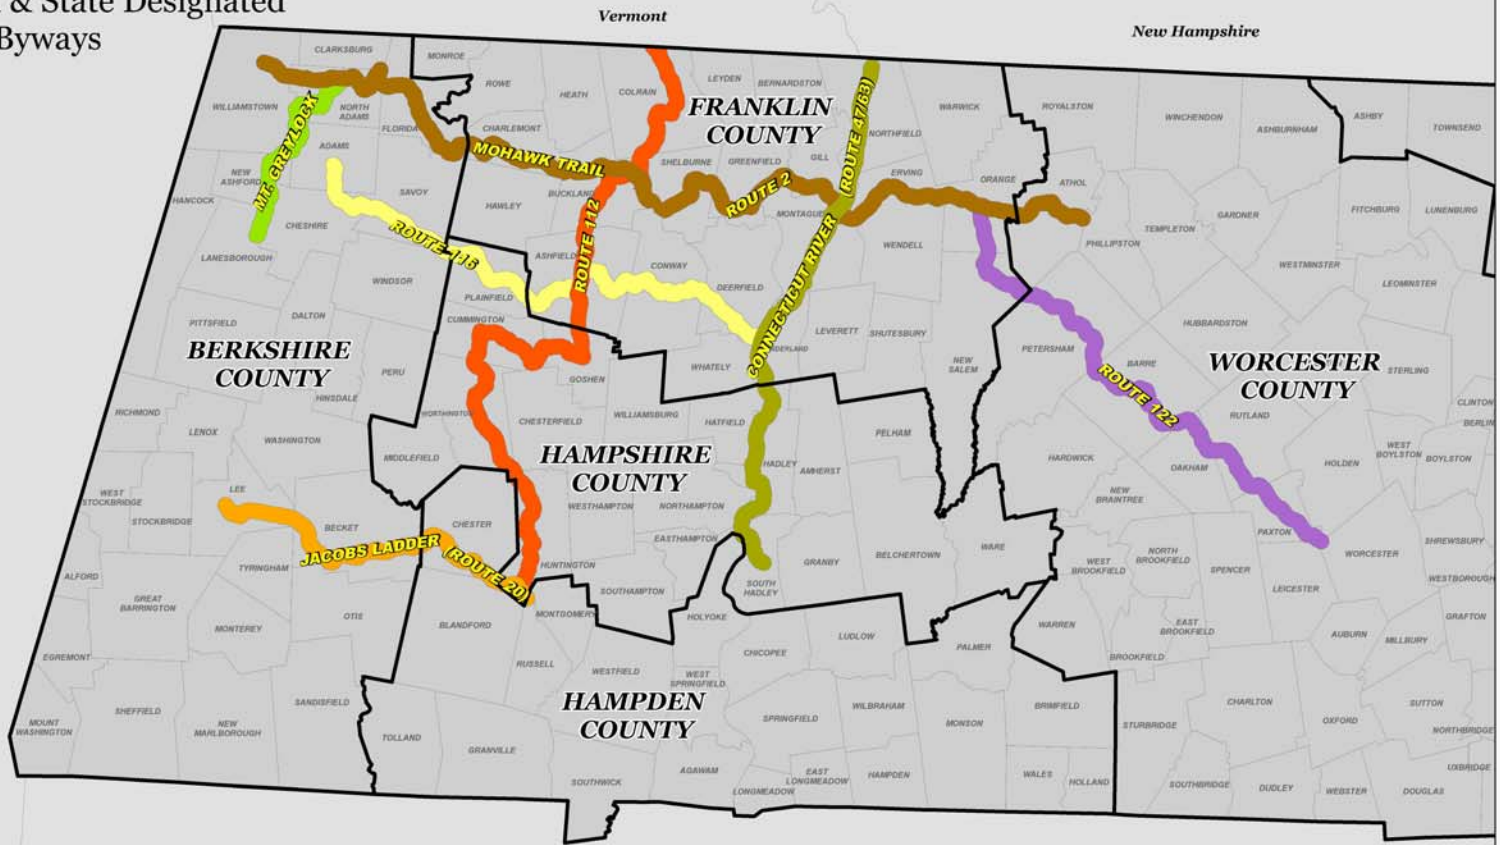 & State Designated
Byways
Vermont
New Hampshire
CLARKSBURG
MONROE
ROWE
HEATH
COLRAIN
LEYDEN
BERNARDSTON
WARWICK
ROYALSTON
WINCHENDON
ASHBURNHAM
ASHBY
TOWNSEND
WILLIAMSTOWN
NORTH
ADAMS
FLORIDA
CHARLEMONT
FRANKLIN
COUNTY
NORTHFIELD
MT. GREYLOCK
ADAMS
MOHAWK TRAIL
SHELBURNE
GREENFIELD
GILL
(ROUTE 47/63)
ERVING
ORANGE
ATHOL
NEW
ASHFORD
HANCOCK
SAVOY
HAWLEY
BUCKLAND
ROUTE 2
MONTAGUE
PHILLIPSTON
TEMPLETON
GARDNER
FITCHBURG
LUNENBURG
CHESHIRE
LANESBOROUGH
ROUTE 116
ASHFIELD
ROUTE 112
CONWAY
DEERFIELD
CONNECTICUT RIVER
WENDELL
WESTMINSTER
LEOMINSTER
WINDSOR
PLAINFIELD
DALTON
PITTSFIELD
CUMMINGTON
LEVERETT
SHUTESBURY
HUBBARDSTON
BERKSHIRE
COUNTY
PERU
HINSDALE
GOSHEN
WHATELY
NEW
SALEM
PETERSHAM
BARRE
WORCESTER
COUNTY
STERLING
ROUTE 122
RICHMOND
LENOX
WASHINGTON
WORTHINGTON
CHESTERFIELD
WILLIAMSBURG
HATFIELD
PELHAM
RUTLAND
CLINTON
BERLIN
MIDDLEFIELD
HAMPSHIRE
COUNTY
HADLEY
AMHERST
HARDWICK
OAKHAM
HOLDEN
WEST
BOYLSTON
BOYLSTON
WEST
STOCKBRIDGE
STOCKBRIDGE
LEE
BECKET
CHESTER
WESTHAMPTON
NORTHAMPTON
NEW
BRAINTREE
JACOBS LADDER (ROUTE 20)
EASTHAMPTON
HUNTINGTON
GRANBY
BELCHERTOWN
WARE
WEST
BROOKFIELD
NORTH
BROOKFIELD
SPENCER
PAXTON
WORCESTER
SHREWSBURY
TYRINGHAM
ALFORD
GREAT
BARRINGTON
MONTEREY
OTIS
BLANDFORD
MONTGOMERY
SOUTHAMPTON
HOLYOKE
SOUTH
HADLEY
LEICESTER
WESTBOROUGH
GRAFTON
EGREMONT
RUSSELL
WESTFIELD
WEST
SPRINGFIELD
CHICOPEE
LUDLOW
PALMER
WARREN
EAST
BROOKFIELD
BROOKFIELD
AUBURN
MILLBURY
HAMPDEN
COUNTY
MOUNT
WASHINGTON
SHEFFIELD
NEW
MARLBOROUGH
SANDISFIELD
TOLLAND
GRANVILLE
SPRINGFIELD
WILBRAHAM
MONSON
BRIMFIELD
STURBRIDGE
CHARLTON
OXFORD
SUTTON
NORTHBRIDGE
SOUTHWICK
AGAWAM
LONGMEADOW
EAST
LONGMEADOW
HAMPDEN
WALES
HOLLAND
SOUTHBRIDGE
DUDLEY
WEBSTER
DOUGLAS
UXBRIDGE